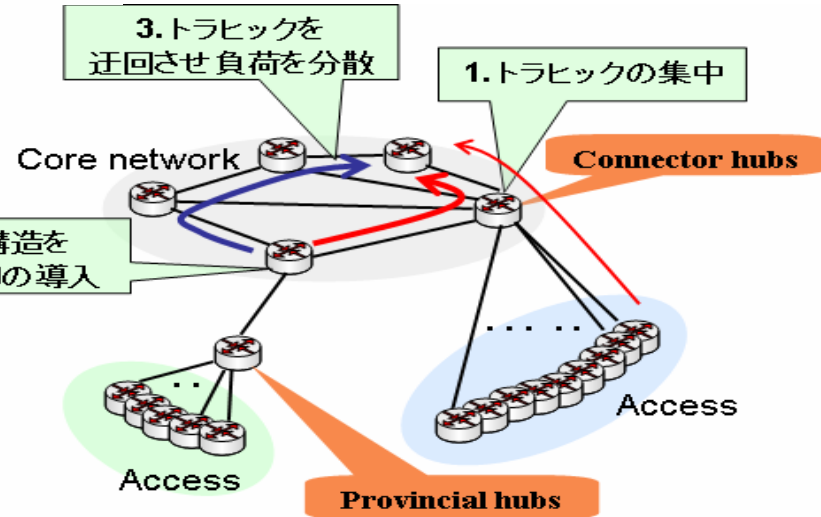 3.トラヒックを
迂回させ負荷を分散
1.トラヒックの集中
Core network
Connector hubs
構造を
の導入
Access
Access
Provincial hubs